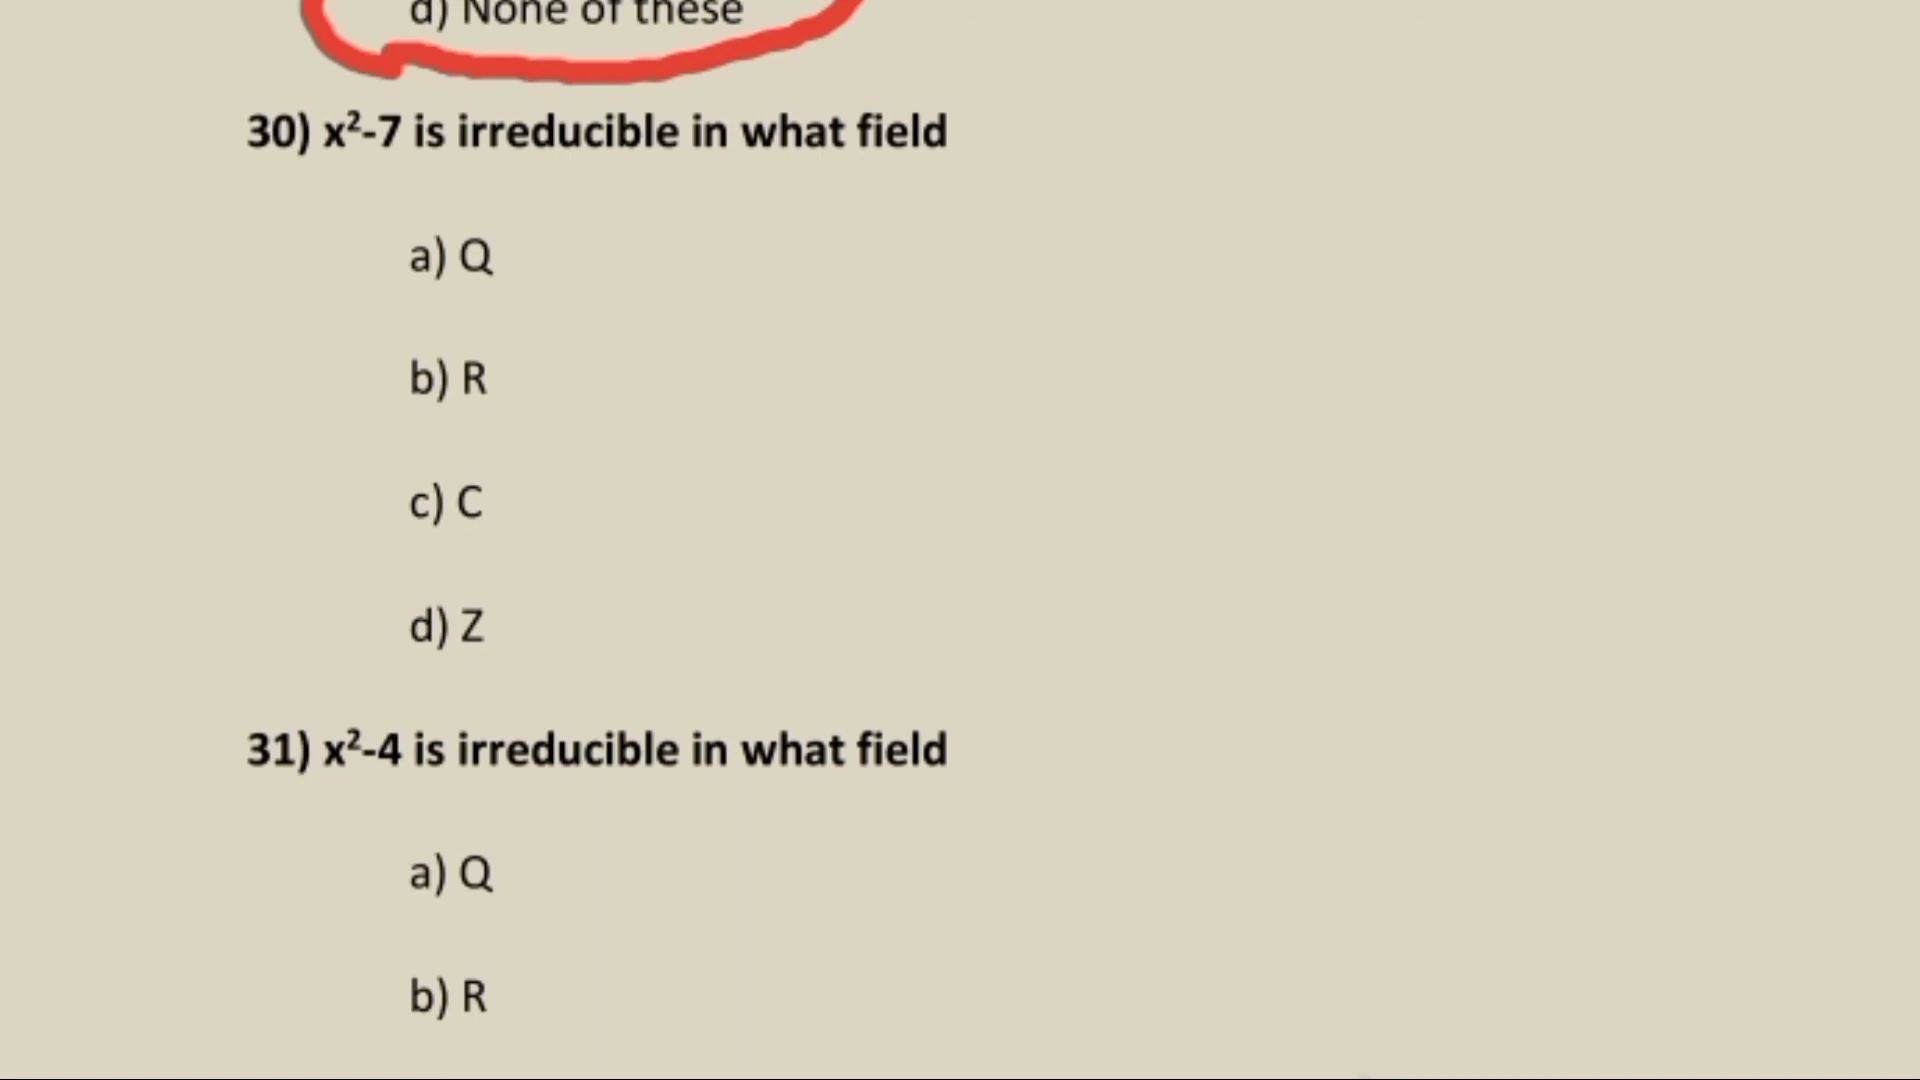 d) None of these
30) x²-7 is irreducible in what field
a) Q
b) R
c) C
d) Z
31) x²-4 is irreducible in what field
a) Q
b) R